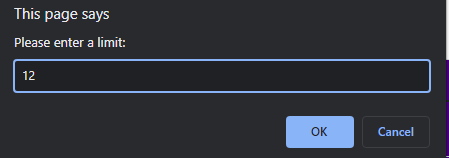 This page says
Please enter a limit:
12
OK
Cancel